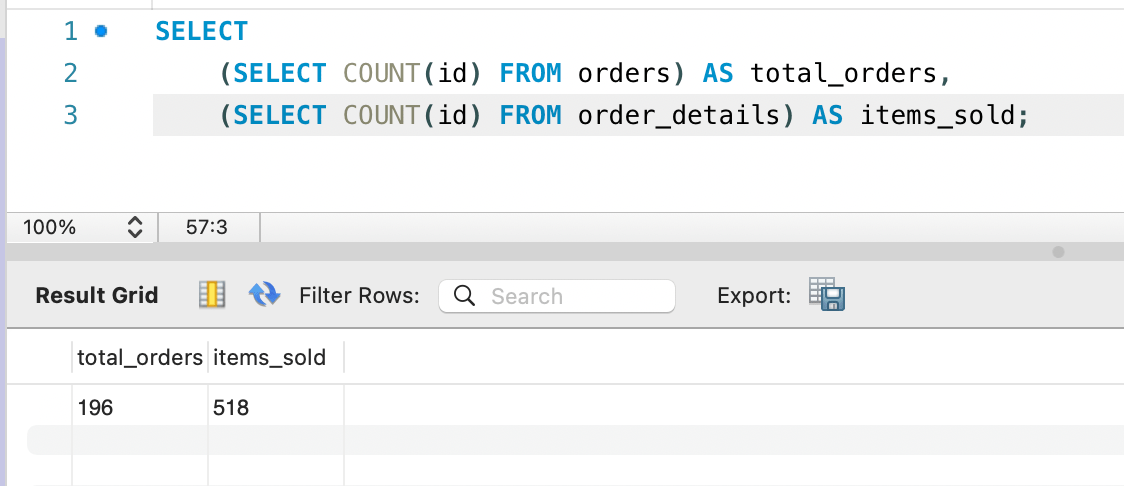 1 SELECT
2 (SELECT COUNT(id) FROM orders) AS total_orders,
3 (SELECT COUNT(id) FROM order_details) AS items_sold;
100% 57:3
Result Grid Filter Rows: Search Export:
total_orders items_sold
196 518